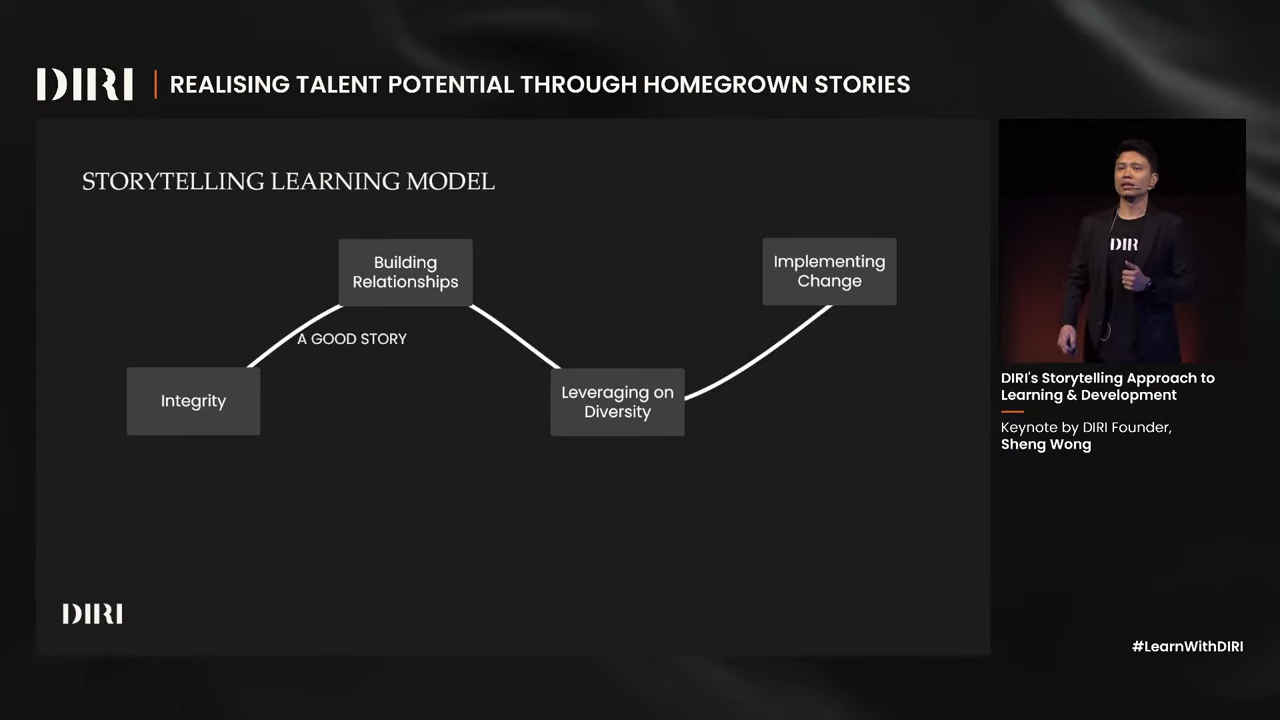 DIRI
REALISING TALENT POTENTIAL THROUGH HOMEGROWN STORIES
STORYTELLING LEARNING MODEL
Building
Relationships
Implementing
Change
A GOOD STORY
Integrity
Leveraging on
Diversity
DIRI
DIR
DIRI's Storytelling Approach to
Learning & Development
Keynote by DIRI Founder,
Sheng Wong
#LearnWithDIRI